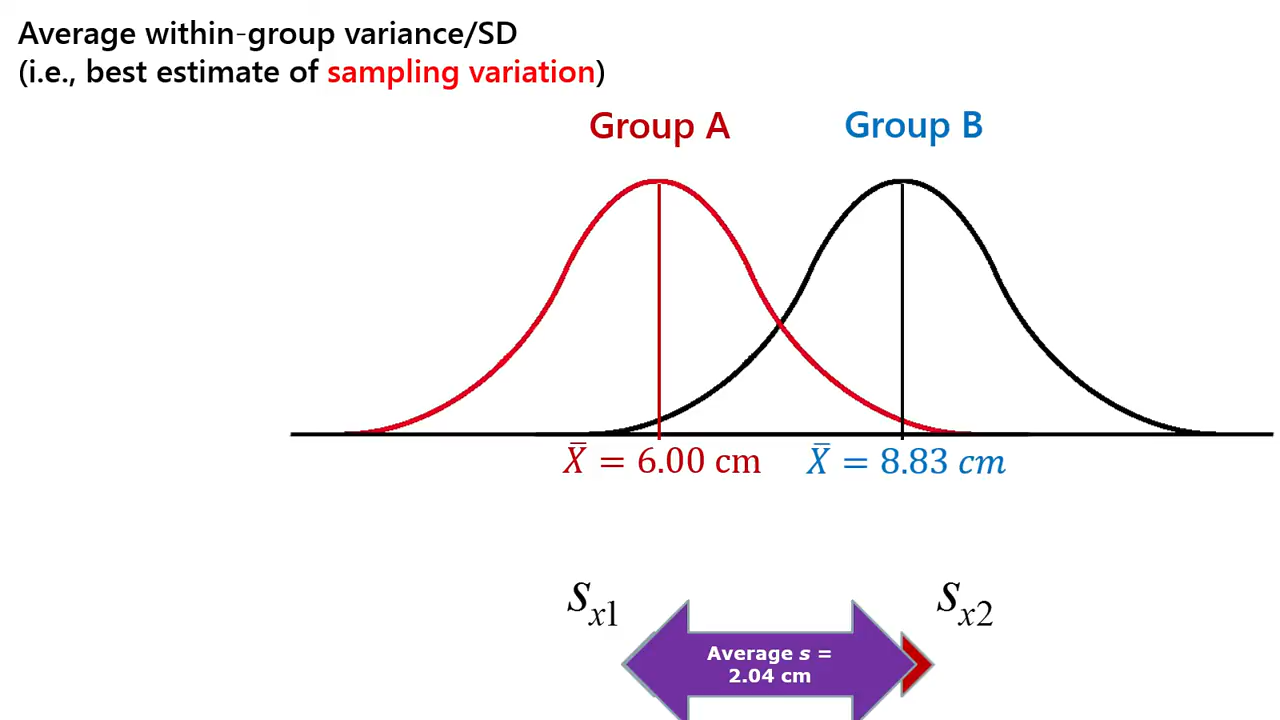 Average within-group variance/SD
(i.e., best estimate of sampling variation)
Group A
Group B
X̄ = 6.00 cm
X̄ = 8.83 cm
Sx1
Sx2
Average s =
2.04 cm